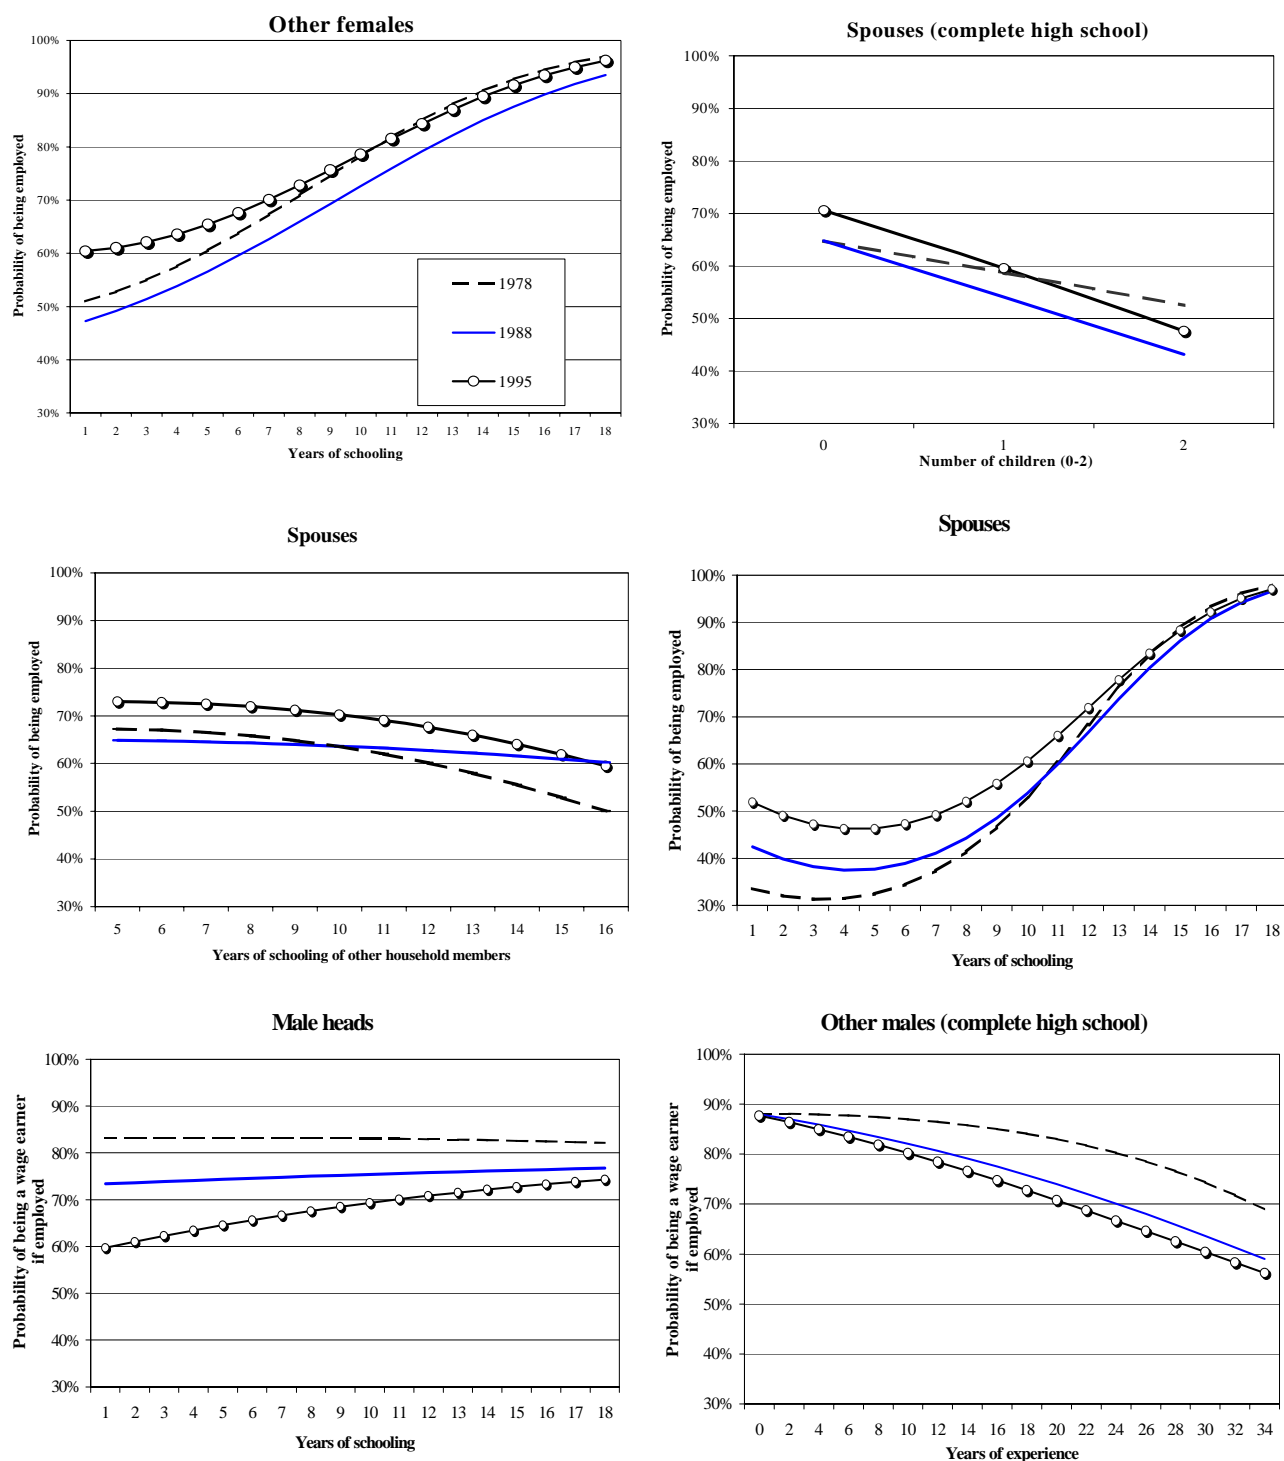 Other females
100%
90%
80%
70%
60%
50%
40%
30%
Probability of being employed
1978
1988
1995
1 2 3 4 5 6 7 8 9 10 11 12 13 14 15 16 17 18
Years of schooling
Spouses (complete high school)
100%
90%
80%
70%
60%
50%
40%
30%
Probability of being employed
0 1 2
Number of children (0-2)
Spouses
100%
90%
80%
70%
60%
50%
40%
30%
Probability of being employed
5 6 7 8 9 10 11 12 13 14 15 16
Years of schooling of other household members
Spouses
100%
90%
80%
70%
60%
50%
40%
30%
Probability of being employed
1 2 3 4 5 6 7 8 9 10 11 12 13 14 15 16 17 18
Years of schooling
Male heads
100%
90%
80%
70%
60%
50%
40%
30%
Probability of being a wage earner
if employed
1 2 3 4 5 6 7 8 9 10 11 12 13 14 15 16 17 18
Years of schooling
Other males (complete high school)
100%
90%
80%
70%
60%
50%
40%
30%
Probability of being a wage earner
if employed
0 2 4 6 8 10 12 14 16 18 20 22 24 26 28 30 32 34
Years of experience